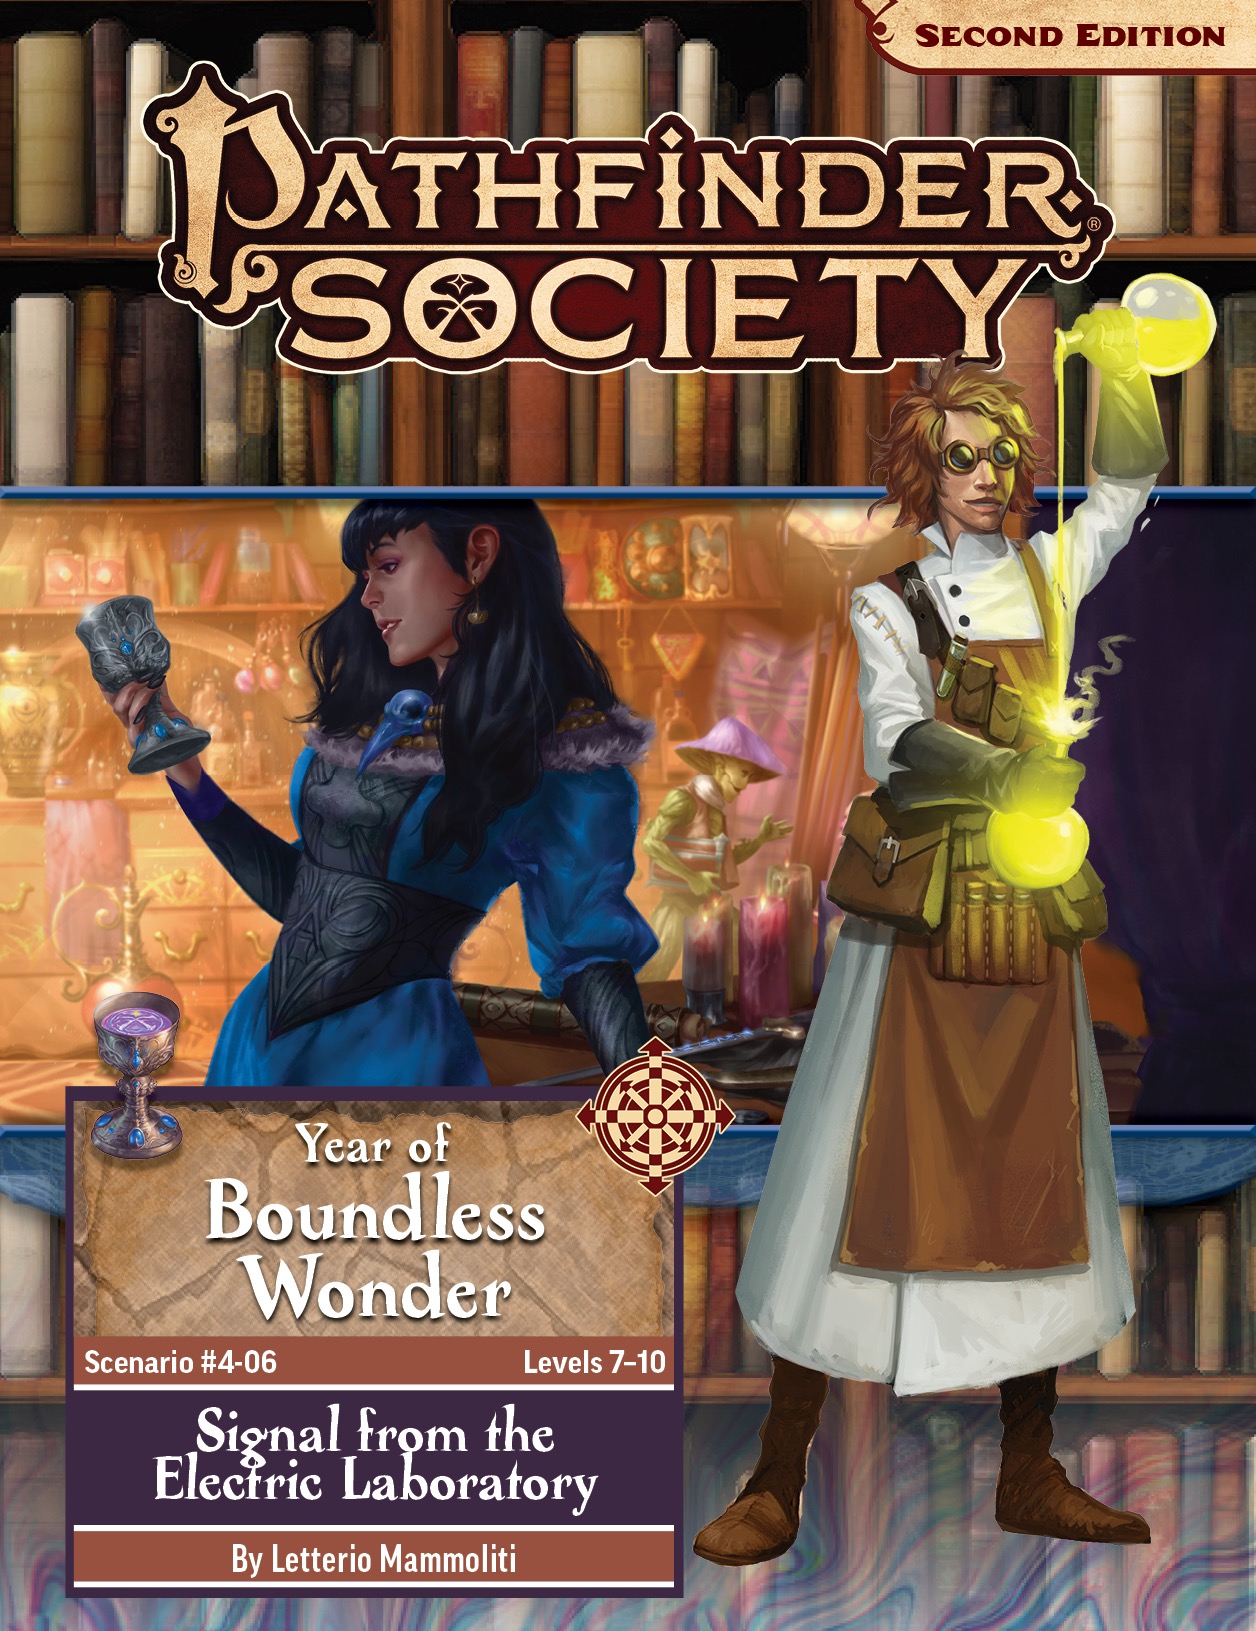 Second Edition
Pathfinder®
Society
Year of
Boundless
Wonder
Scenario #4-06
Levels 7–10
Signal from the
Electric Laboratory
By Letterio Mammoliti